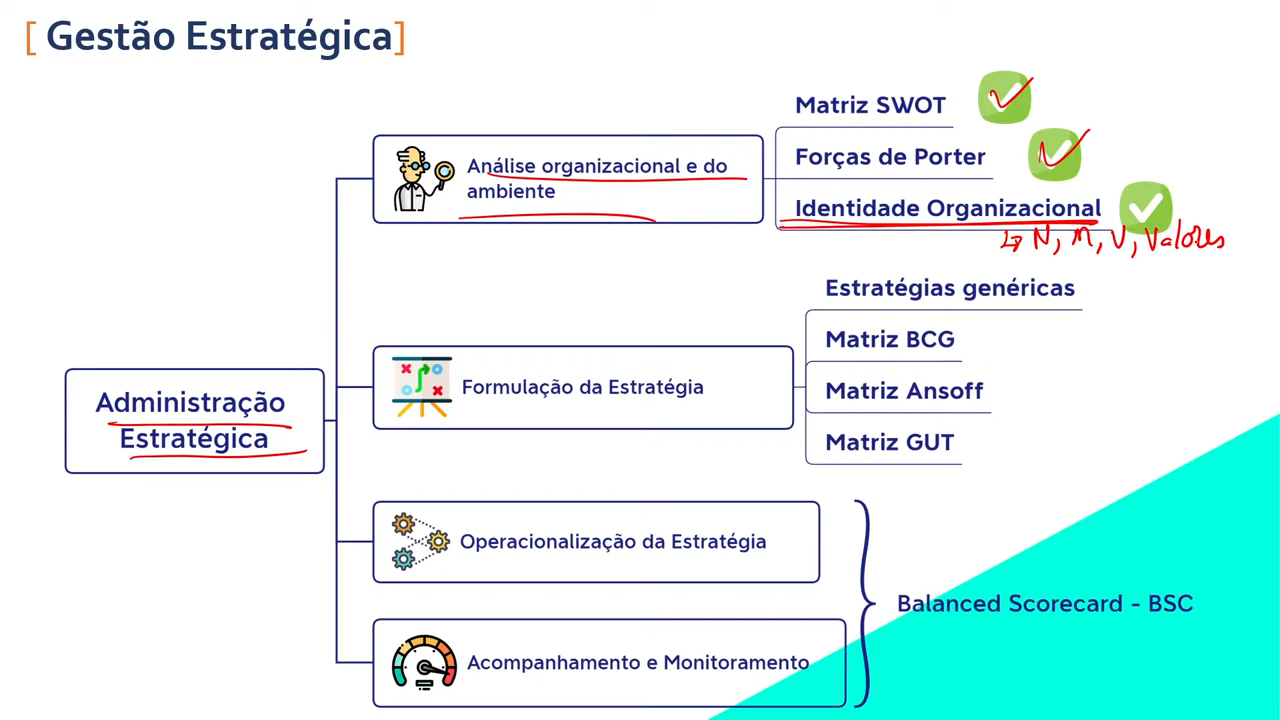 [ Gestão Estratégica]
Matriz SWOT
Forças de Porter
Identidade Organizacional
↳ N, M, V, Valores
Análise organizacional e do
ambiente
Estratégias genéricas
Matriz BCG
Matriz Ansoff
Matriz GUT
Formulação da Estratégia
Administração
Estratégica
Operacionalização da Estratégia
Acompanhamento e Monitoramento
Balanced Scorecard - BSC